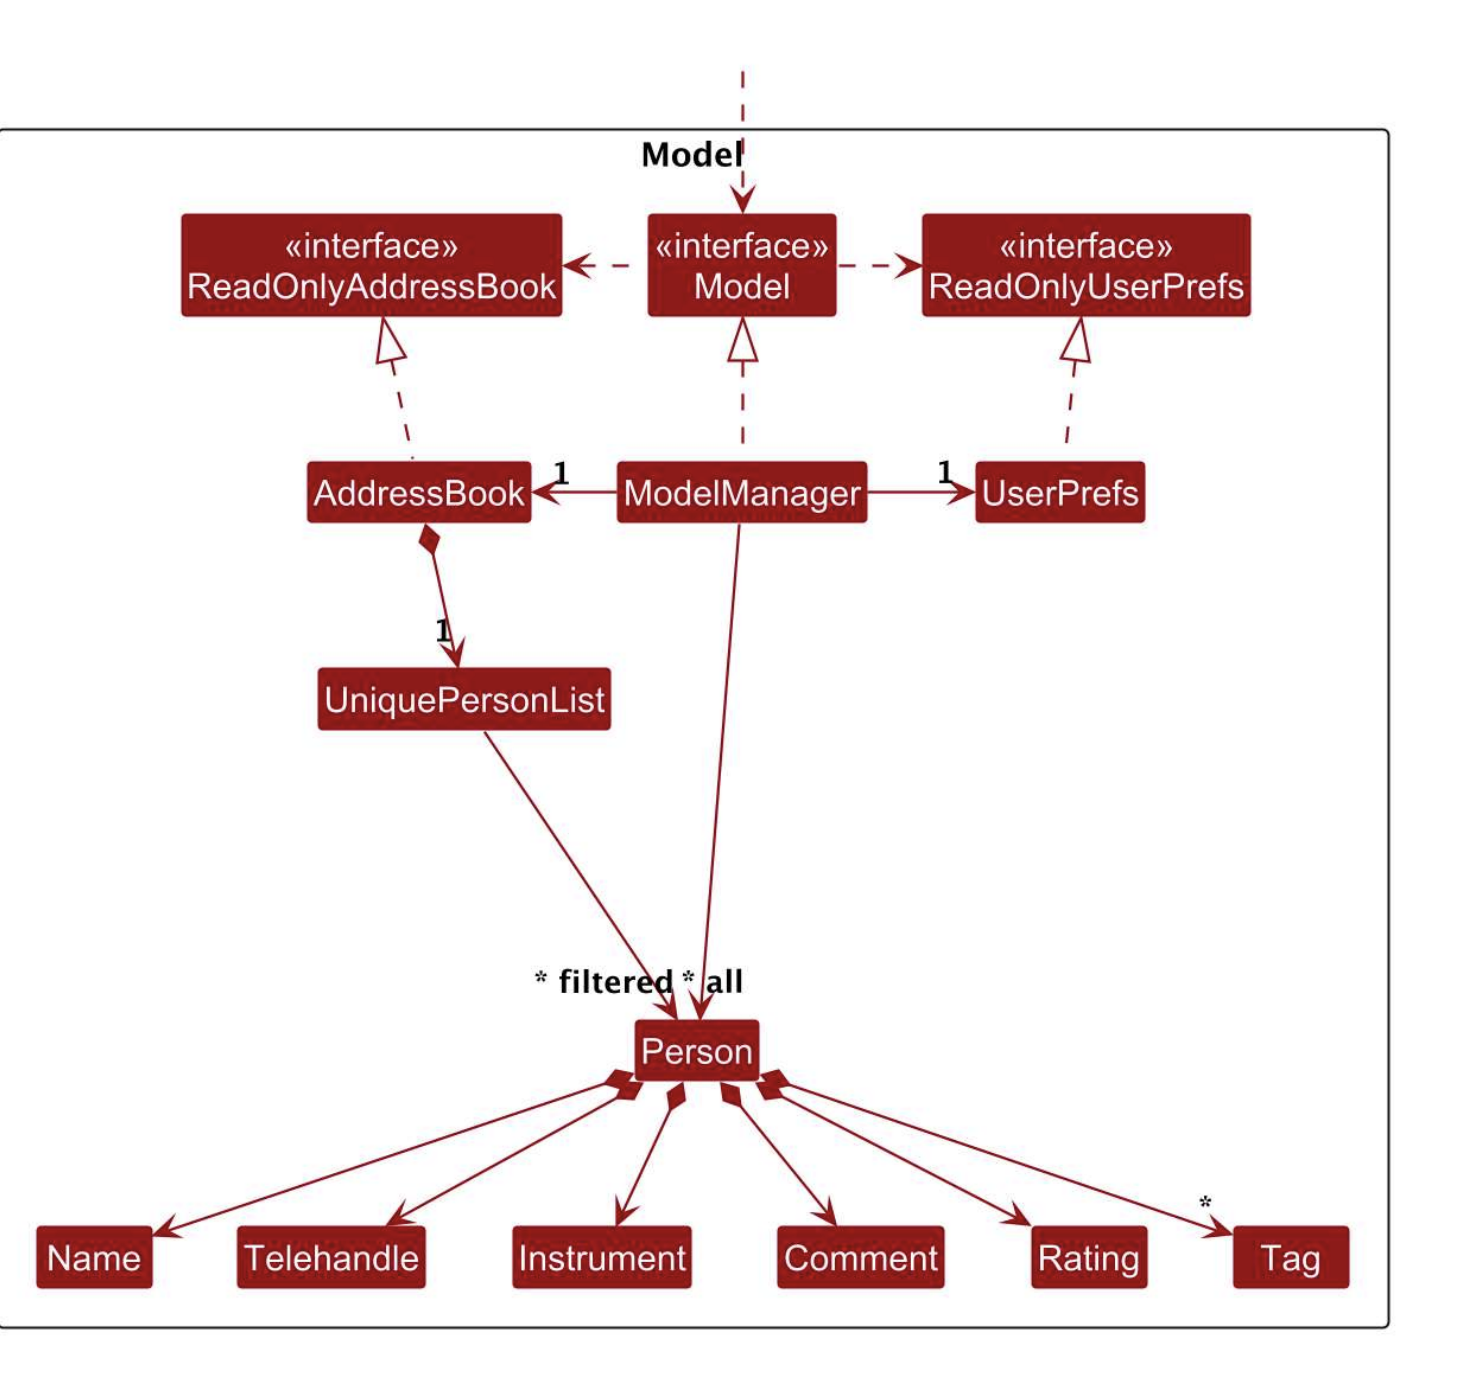 Model
«interface»
ReadOnlyAddressBook
«interface»
Model
«interface»
ReadOnlyUserPrefs
AddressBook
1
ModelManager
1
UserPrefs
1
UniquePersonList
* filtered
* all
Person
*
Name
Telehandle
Instrument
Comment
Rating
Tag